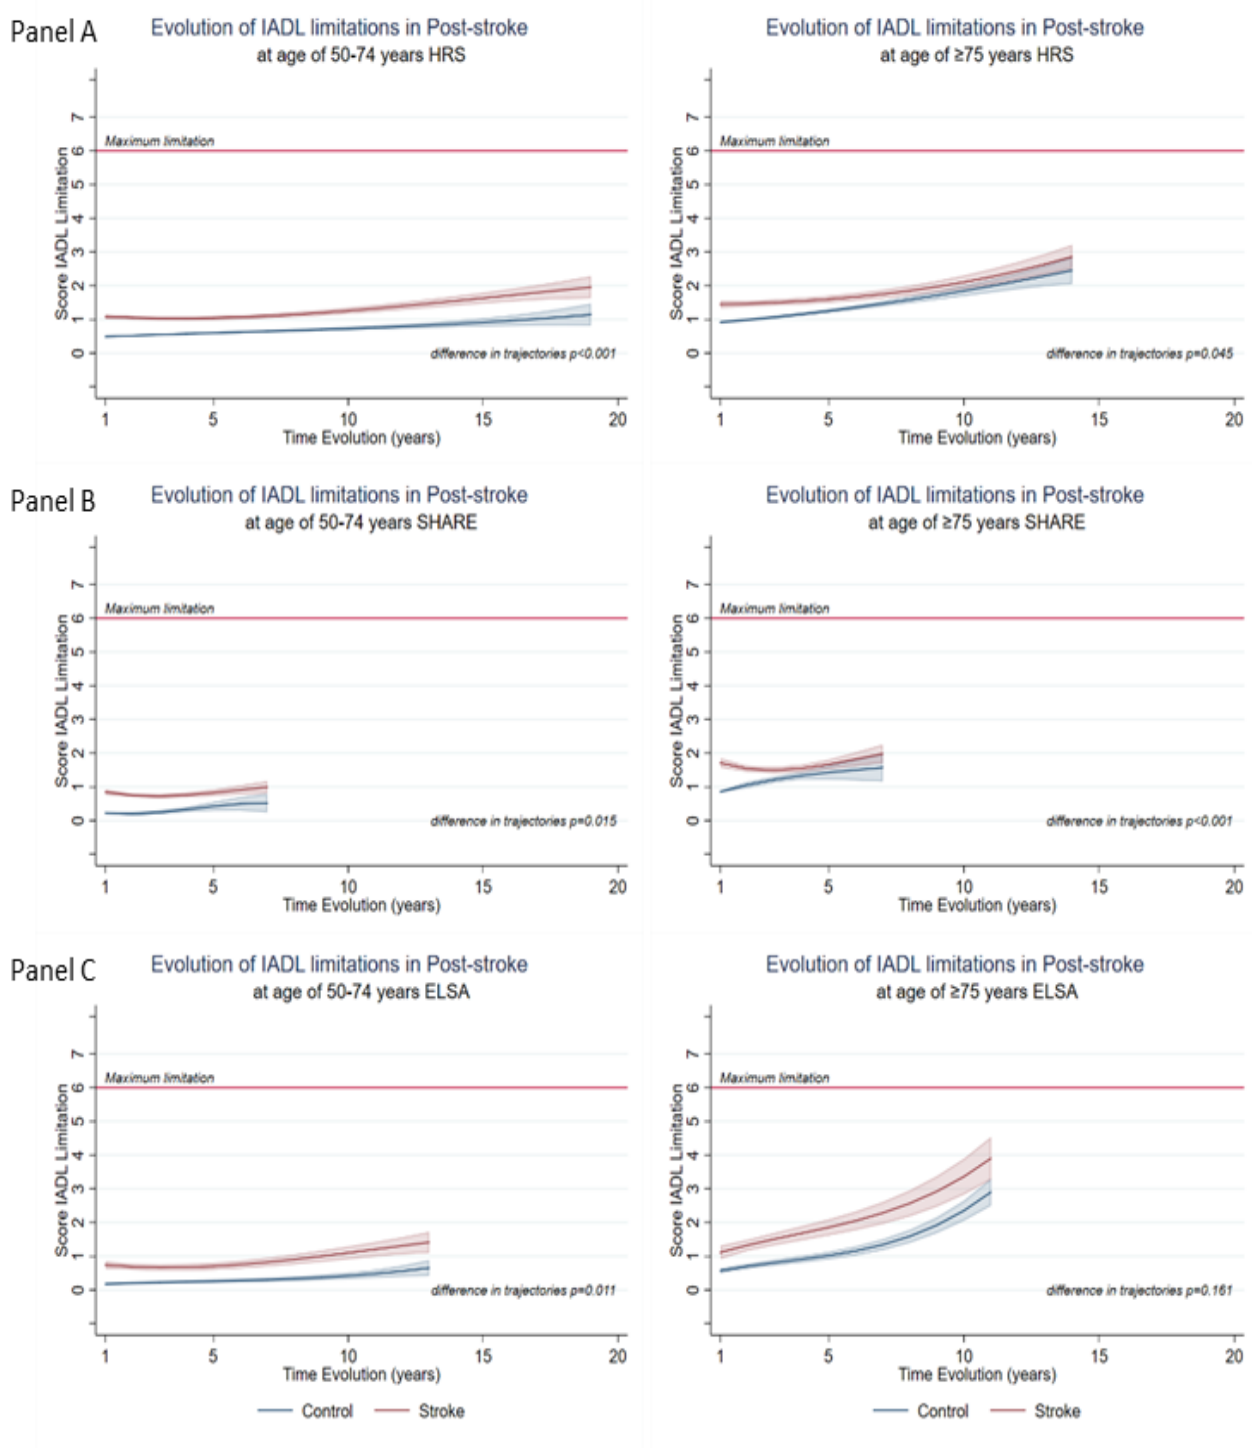 Panel A
Evolution of IADL limitations in Post-stroke
at age of 50-74 years HRS
Score IADL Limitation
7
6
5
4
3
2
1
0
Maximum limitation
difference in trajectories p<0.001
1 5 10 15 20
Time Evolution (years)
Evolution of IADL limitations in Post-stroke
at age of ≥75 years HRS
Score IADL Limitation
7
6
5
4
3
2
1
0
Maximum limitation
difference in trajectories p=0.045
1 5 10 15 20
Time Evolution (years)
Panel B
Evolution of IADL limitations in Post-stroke
at age of 50-74 years SHARE
Score IADL Limitation
7
6
5
4
3
2
1
0
Maximum limitation
difference in trajectories p=0.015
1 5 10 15 20
Time Evolution (years)
Evolution of IADL limitations in Post-stroke
at age of ≥75 years SHARE
Score IADL Limitation
7
6
5
4
3
2
1
0
Maximum limitation
difference in trajectories p<0.001
1 5 10 15 20
Time Evolution (years)
Panel C
Evolution of IADL limitations in Post-stroke
at age of 50-74 years ELSA
Score IADL Limitation
7
6
5
4
3
2
1
0
Maximum limitation
difference in trajectories p=0.011
1 5 10 15 20
Time Evolution (years)
Control Stroke
Evolution of IADL limitations in Post-stroke
at age of ≥75 years ELSA
Score IADL Limitation
7
6
5
4
3
2
1
0
Maximum limitation
difference in trajectories p=0.161
1 5 10 15 20
Time Evolution (years)
Control Stroke